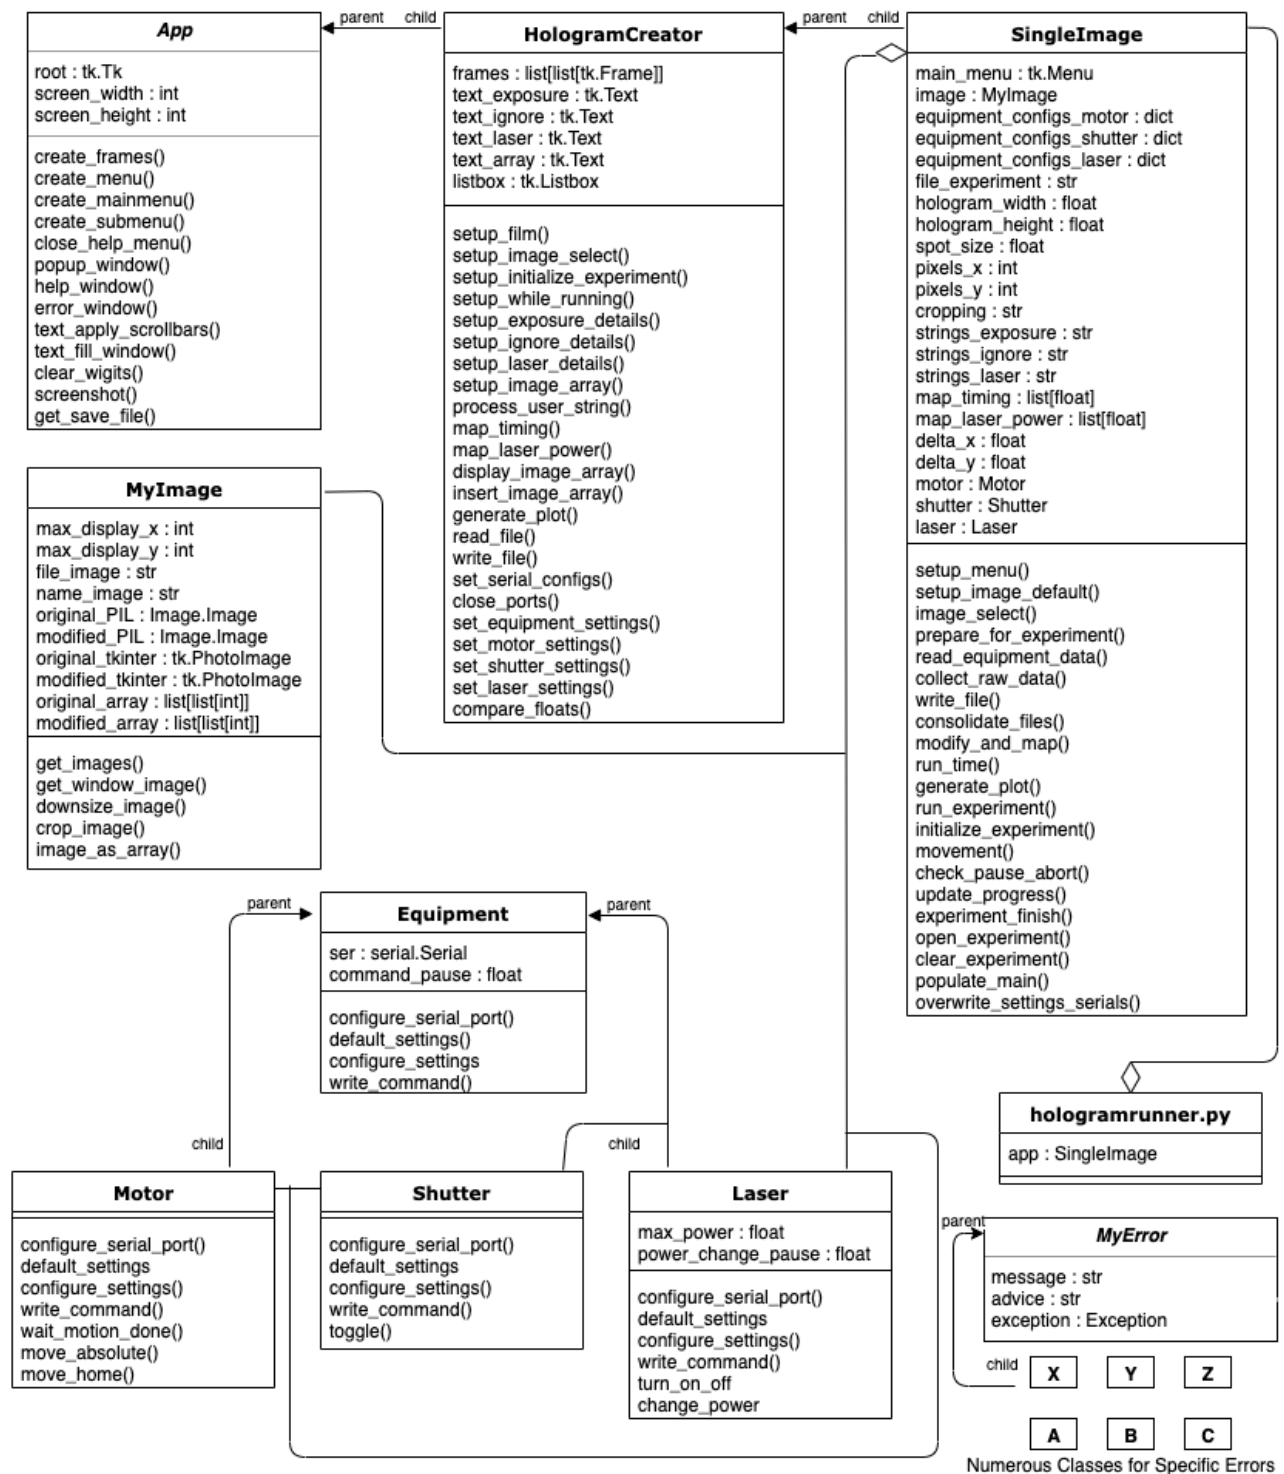 App
root : tk.Tk
screen_width : int
screen_height : int
create_frames()
create_menu()
create_mainmenu()
create_submenu()
close_help_menu()
popup_window()
help_window()
error_window()
text_apply_scrollbars()
text_fill_window()
clear_wigits()
screenshot()
get_save_file()
parent child
HologramCreator
frames : list[list[tk.Frame]]
text_exposure : tk.Text
text_ignore : tk.Text
text_laser : tk.Text
text_array : tk.Text
listbox : tk.Listbox
setup_film()
setup_image_select()
setup_initialize_experiment()
setup_while_running()
setup_exposure_details()
setup_ignore_details()
setup_laser_details()
setup_image_array()
process_user_string()
map_timing()
map_laser_power()
display_image_array()
insert_image_array()
generate_plot()
read_file()
write_file()
set_serial_configs()
close_ports()
set_equipment_settings()
set_motor_settings()
set_shutter_settings()
set_laser_settings()
compare_floats()
parent child
SingleImage
main_menu : tk.Menu
image : MyImage
equipment_configs_motor : dict
equipment_configs_shutter : dict
equipment_configs_laser : dict
file_experiment : str
hologram_width : float
hologram_height : float
spot_size : float
pixels_x : int
pixels_y : int
cropping : str
strings_exposure : str
strings_ignore : str
strings_laser : str
map_timing : list[float]
map_laser_power : list[float]
delta_x : float
delta_y : float
motor : Motor
shutter : Shutter
laser : Laser
setup_menu()
setup_image_default()
image_select()
prepare_for_experiment()
read_equipment_data()
collect_raw_data()
write_file()
consolidate_files()
modify_and_map()
run_time()
generate_plot()
run_experiment()
initialize_experiment()
movement()
check_pause_abort()
update_progress()
experiment_finish()
open_experiment()
clear_experiment()
populate_main()
overwrite_settings_serials()
MyImage
max_display_x : int
max_display_y : int
file_image : str
name_image : str
original_PIL : Image.Image
modified_PIL : Image.Image
original_tkinter : tk.PhotoImage
modified_tkinter : tk.PhotoImage
original_array : list[list[int]]
modified_array : list[list[int]]
get_images()
get_window_image()
downsize_image()
crop_image()
image_as_array()
parent
Equipment
parent
ser : serial.Serial
command_pause : float
configure_serial_port()
default_settings()
configure_settings
write_command()
child
child
hologramrunner.py
app : SingleImage
Motor
configure_serial_port()
default_settings
configure_settings()
write_command()
wait_motion_done()
move_absolute()
move_home()
Shutter
configure_serial_port()
default_settings
configure_settings()
write_command()
toggle()
Laser
max_power : float
power_change_pause : float
configure_serial_port()
default_settings
configure_settings()
write_command()
turn_on_off
change_power
parent
MyError
message : str
advice : str
exception : Exception
child
X Y Z
A B C
Numerous Classes for Specific Errors